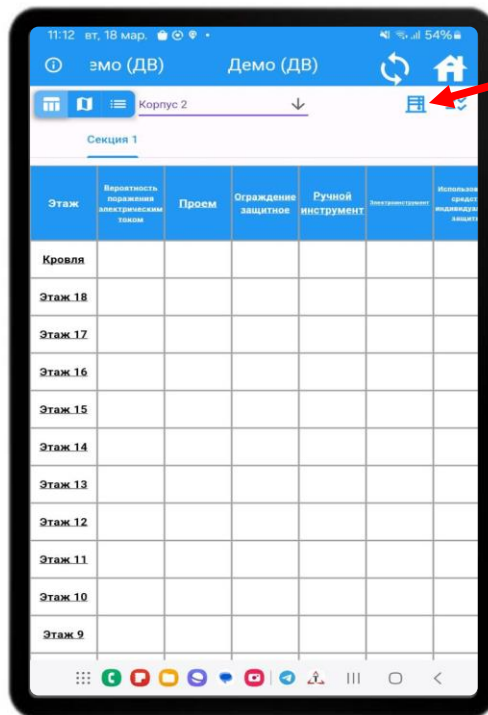 11:12 вт, 18 мар.
54%
эмо (ДВ) Демо (ДВ)
Корпус 2
Секция 1
Этаж
Вероятность
поражения
электрическим
током
Проем
Ограждение
защитное
Ручной
инструмент
Электроинструмент
Использов
средст
индивидуа
защит
Кровля
Этаж 18
Этаж 17
Этаж 16
Этаж 15
Этаж 14
Этаж 13
Этаж 12
Этаж 11
Этаж 10
Этаж 9